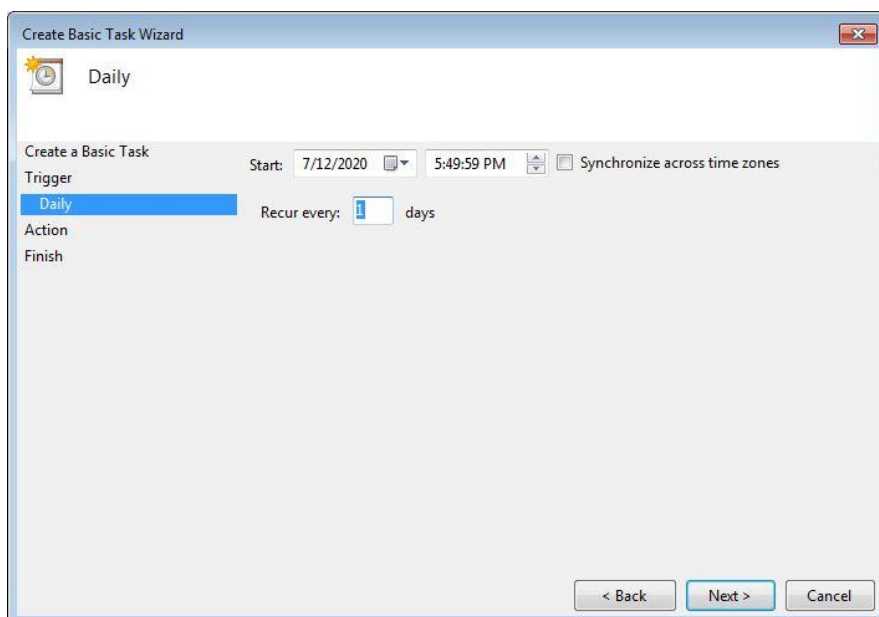 Create Basic Task Wizard
Daily
Create a Basic Task
Trigger
Daily
Action
Finish
Start: 7/12/2020 5:49:59 PM Synchronize across time zones
Recur every: 1 days
< Back Next > Cancel